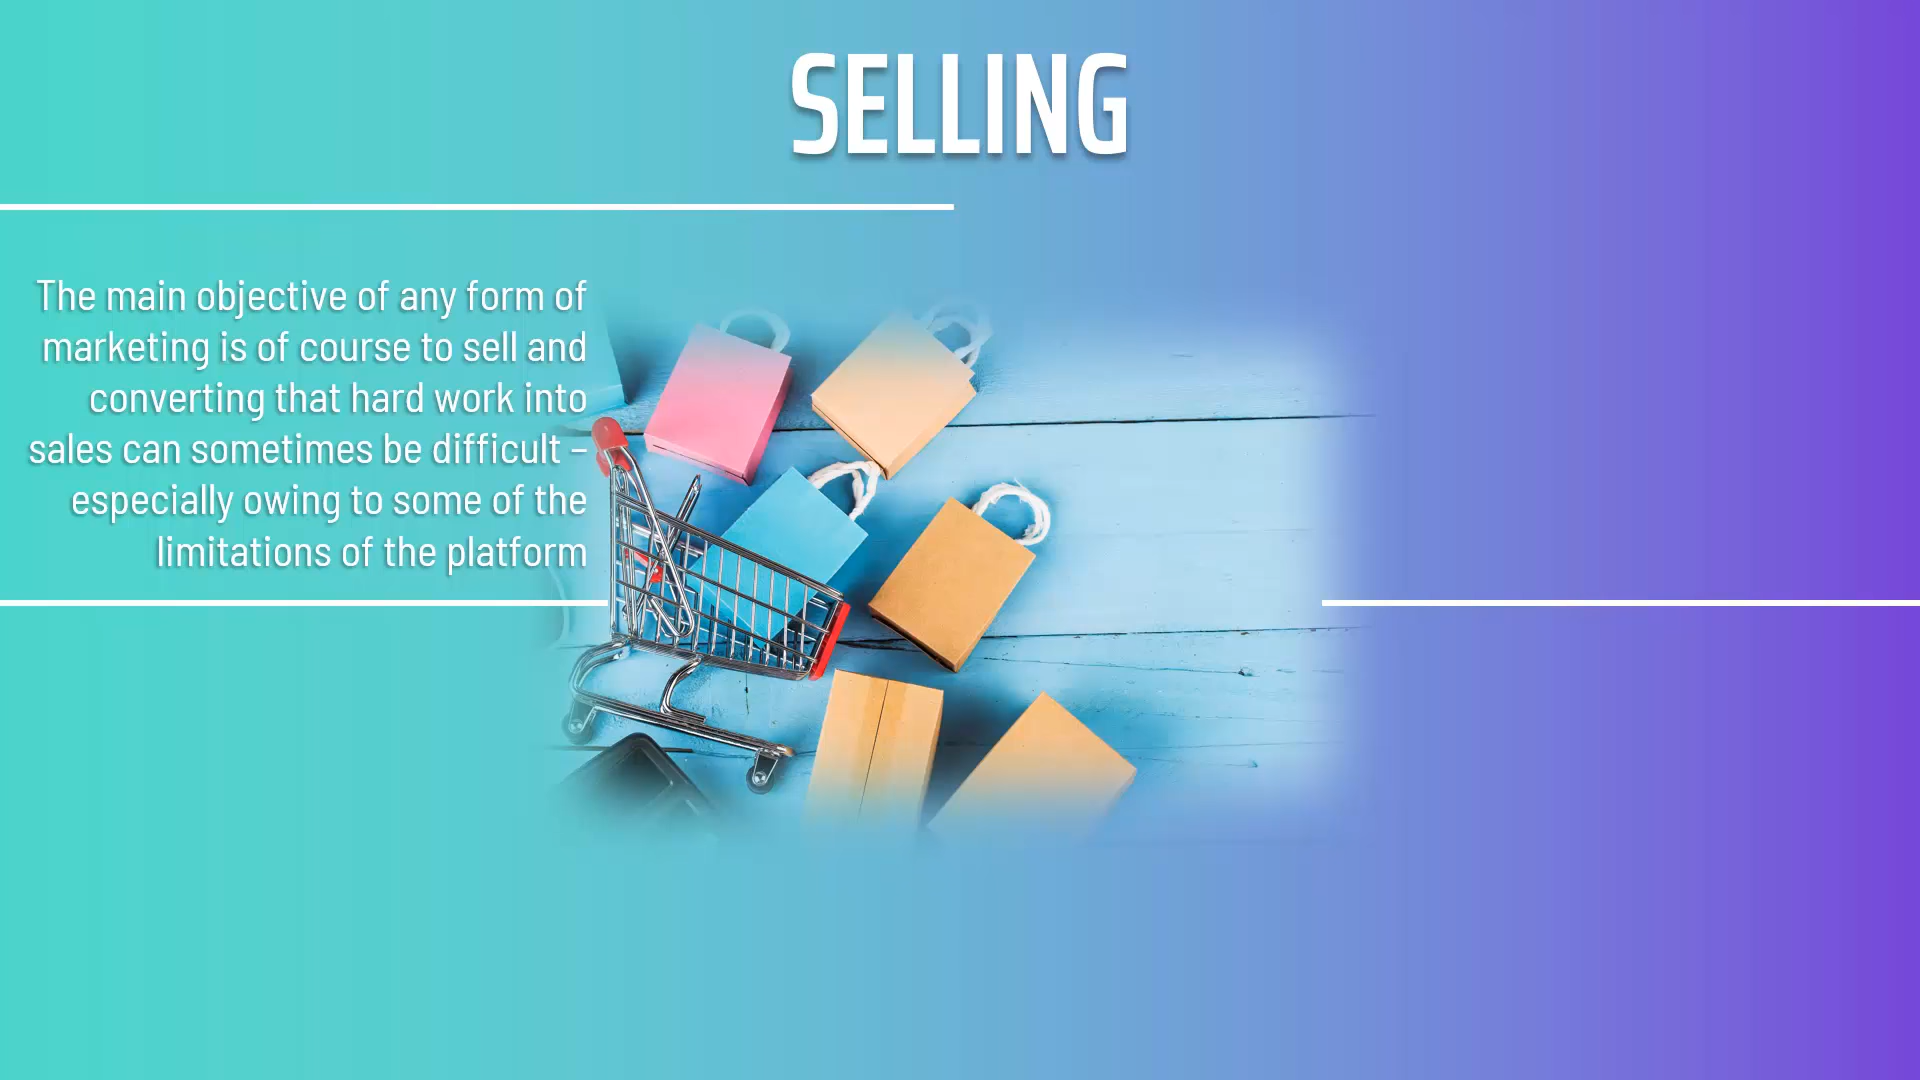 SELLING
The main objective of any form of
marketing is of course to sell and
converting that hard work into
sales can sometimes be difficult –
especially owing to some of the
limitations of the platform